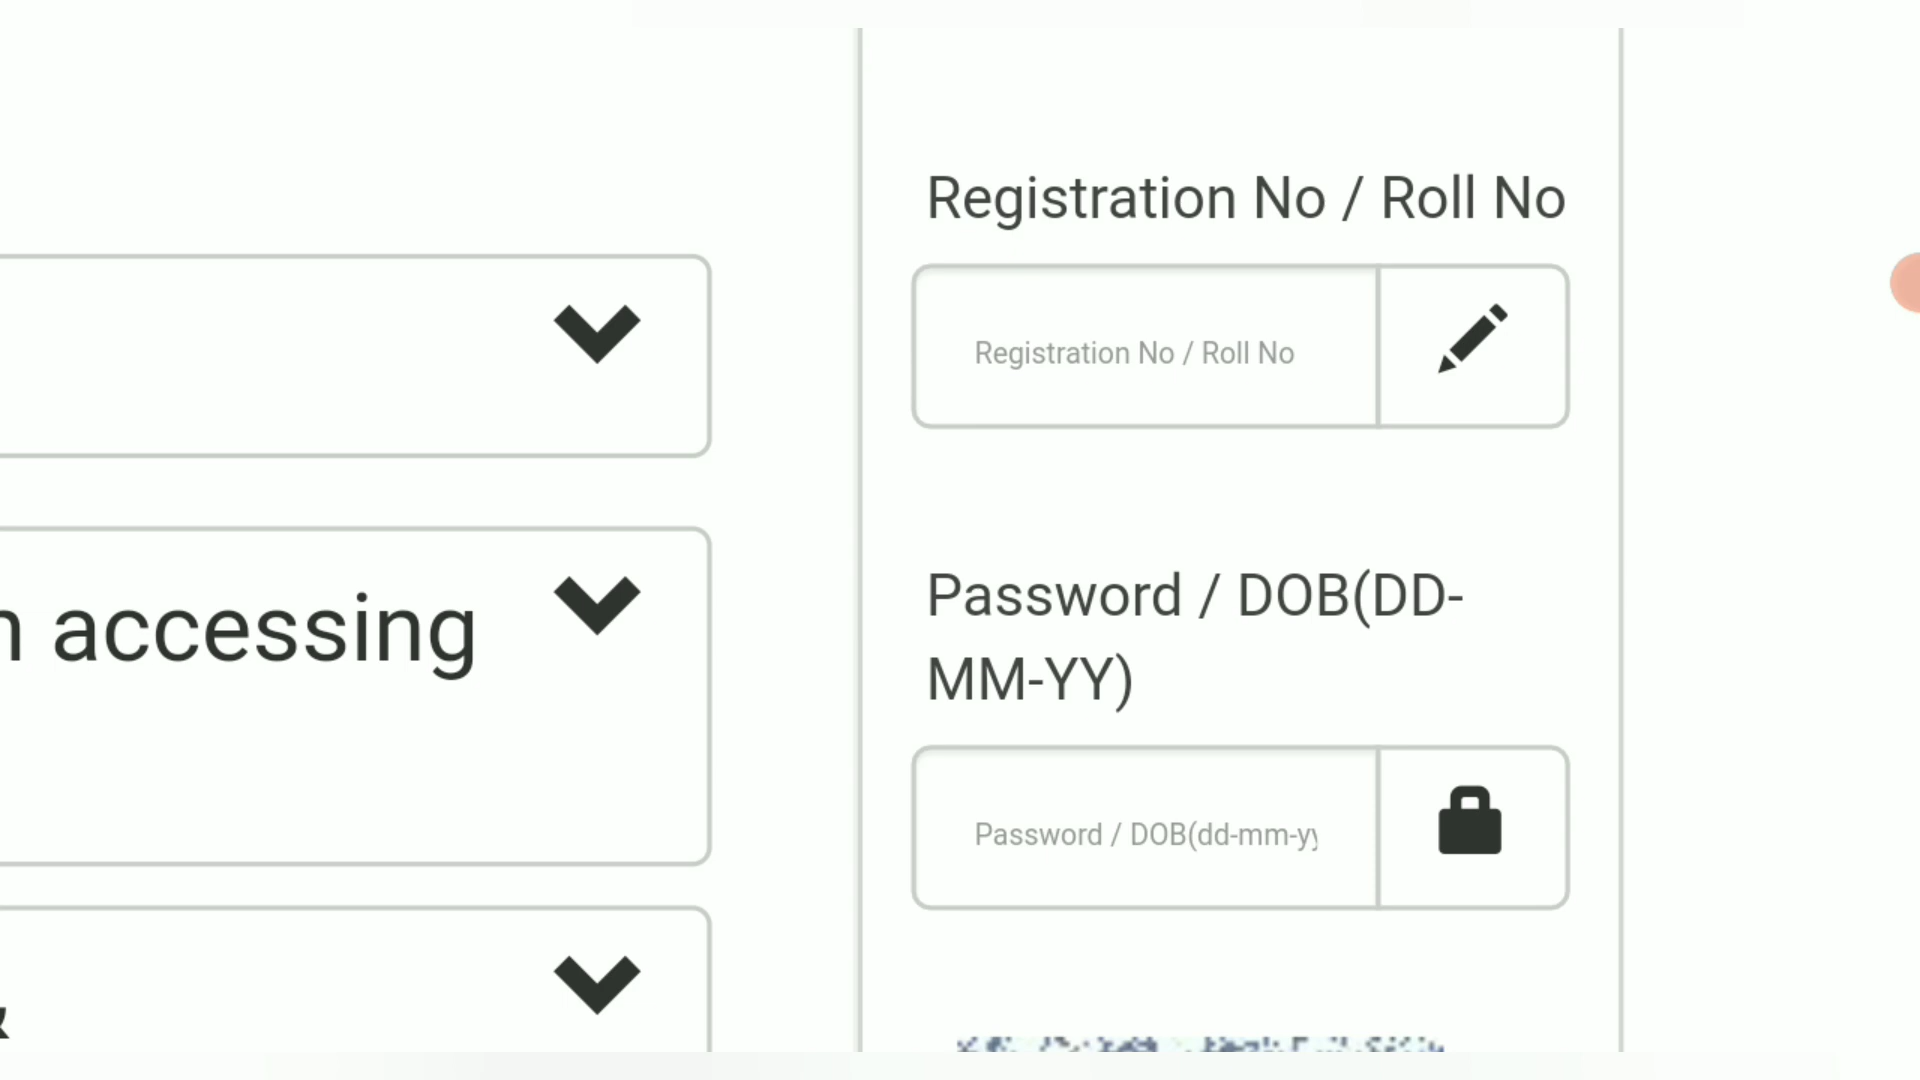 accessing
&
Registration No / Roll No
Registration No / Roll No
Password / DOB(DD-
MM-YY)
Password / DOB(dd-mm-yy